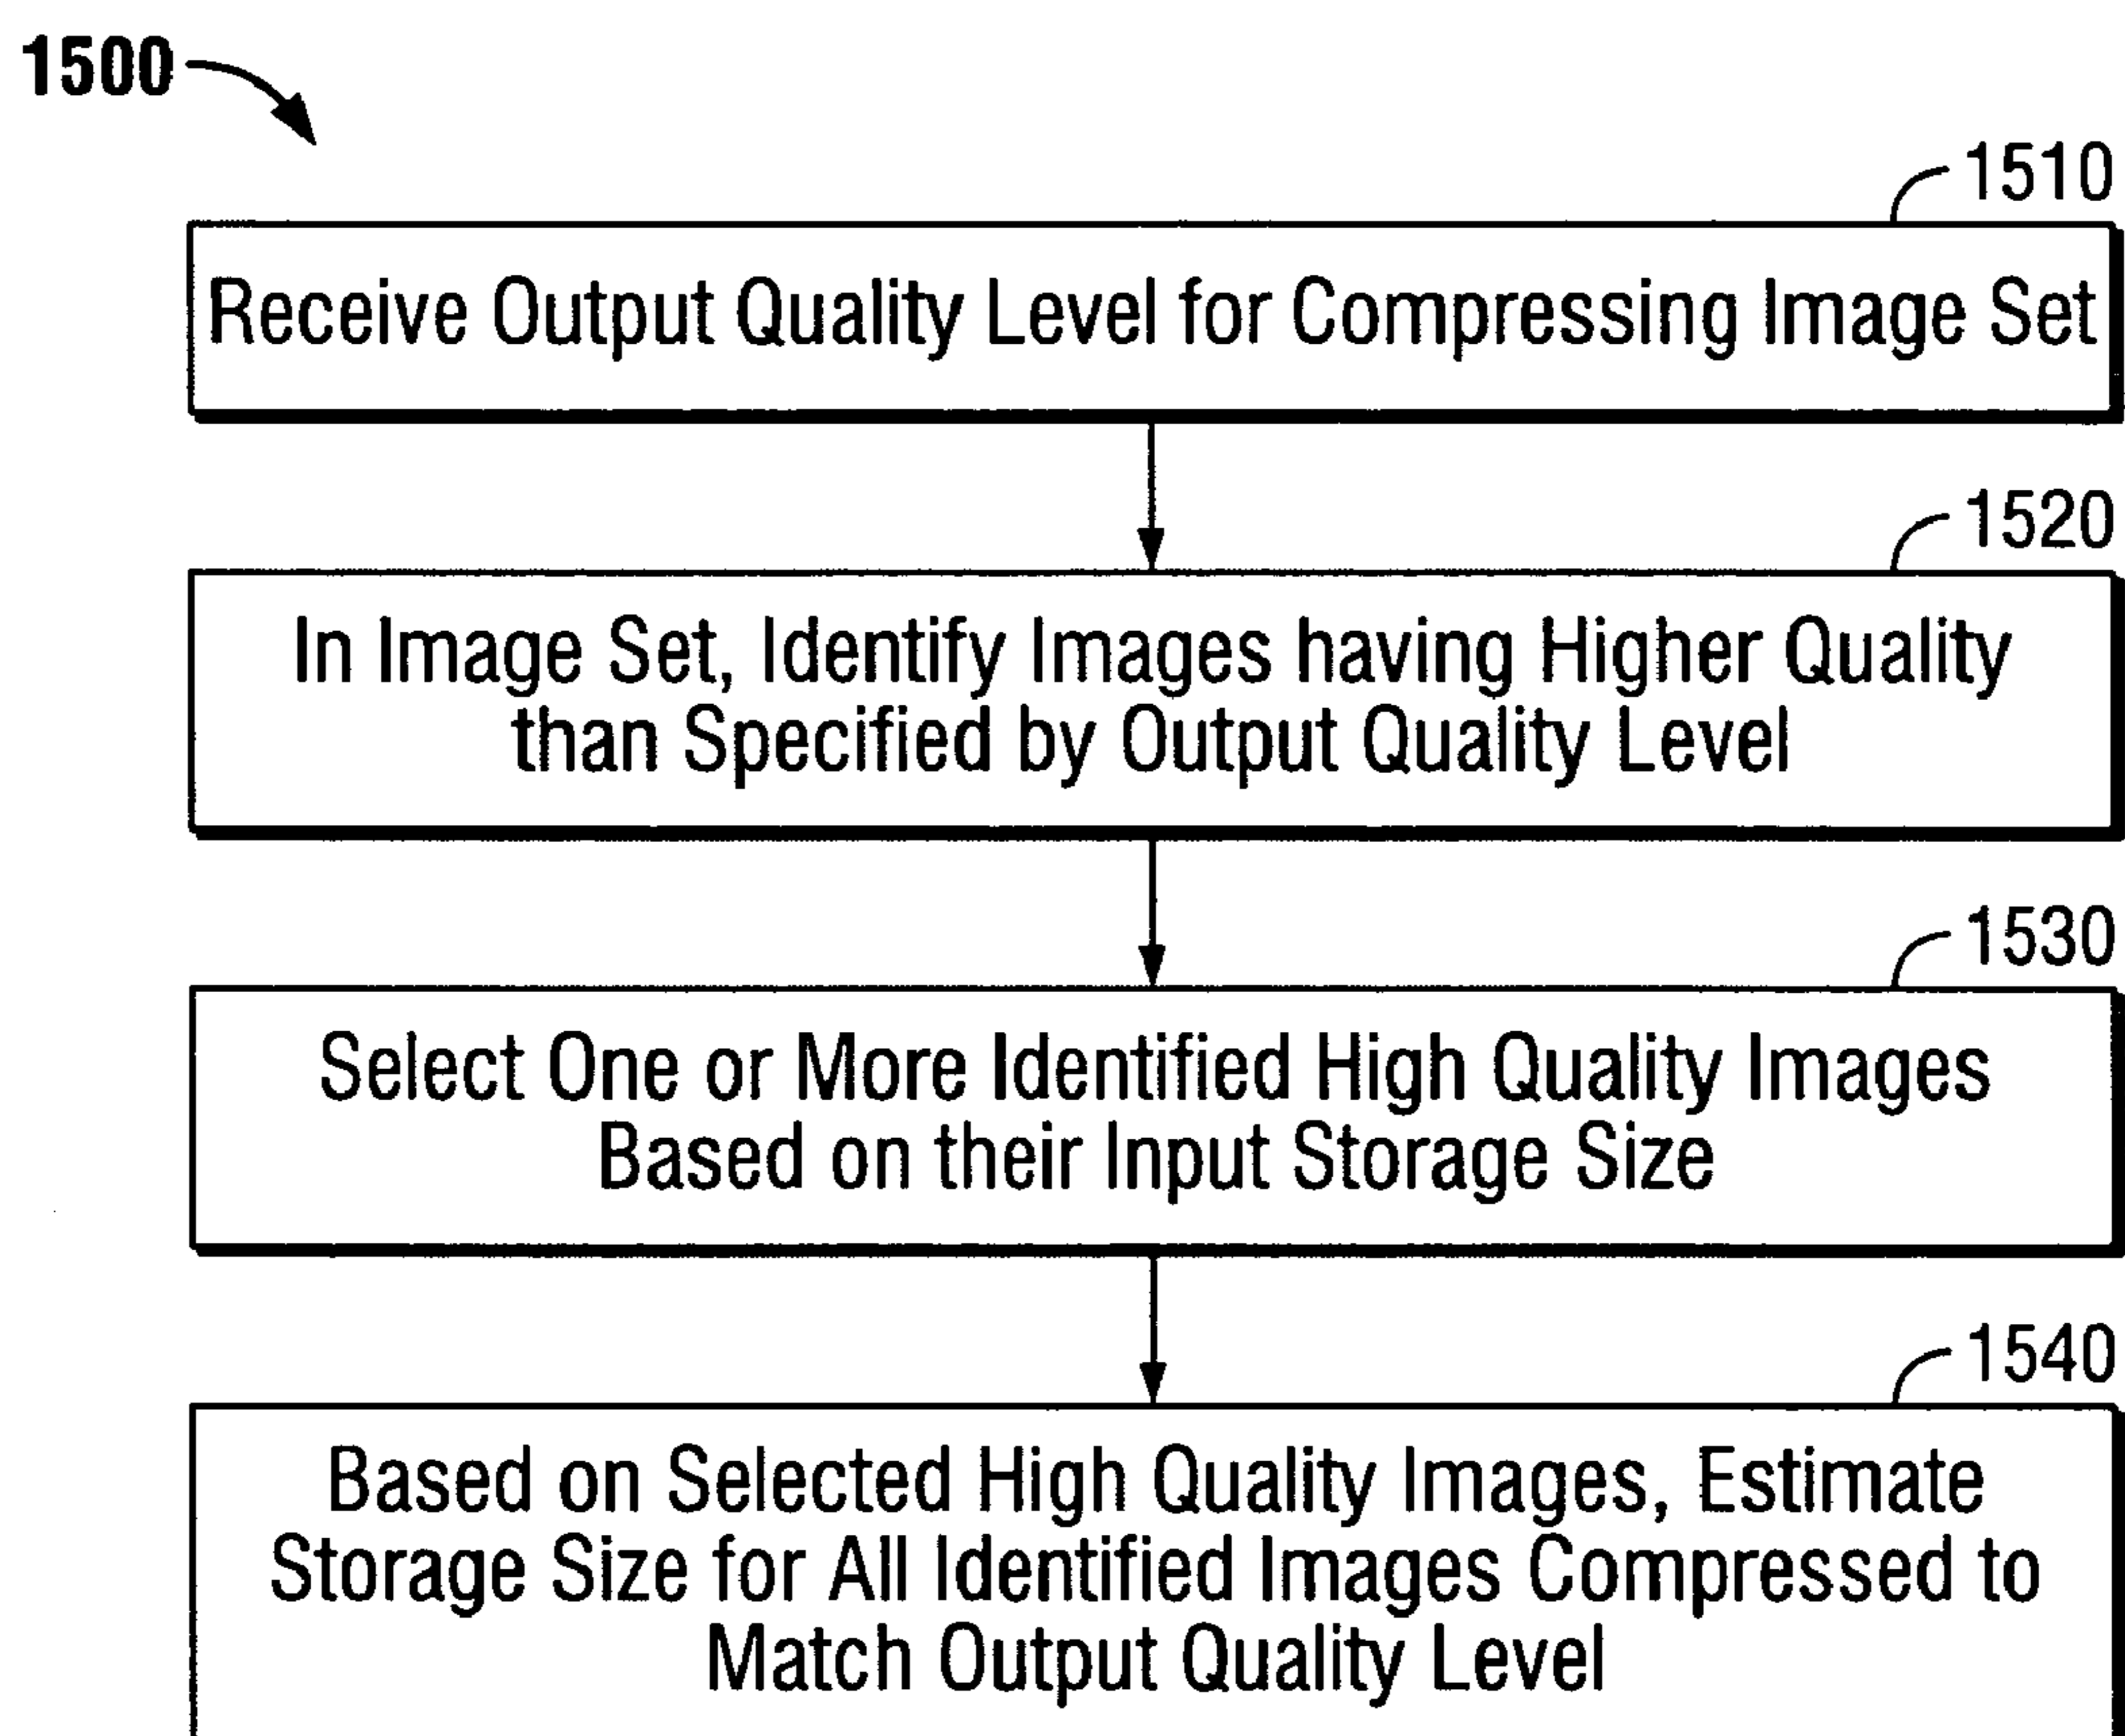 1500
1510
Receive Output Quality Level for Compressing Image Set
1520
In Image Set, Identify Images having Higher Quality
than Specified by Output Quality Level
1530
Select One or More Identified High Quality Images
Based on their Input Storage Size
1540
Based on Selected High Quality Images, Estimate
Storage Size for All Identified Images Compressed to
Match Output Quality Level